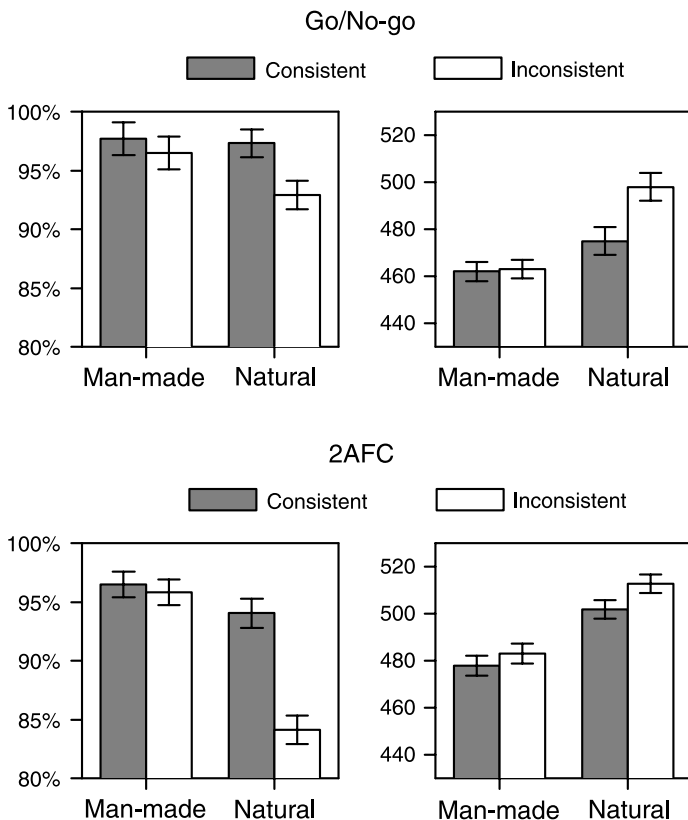 Go/No-go
Consistent Inconsistent
100%
95%
90%
85%
80%
Man-made Natural
520
500
480
460
440
Man-made Natural
2AFC
Consistent Inconsistent
100%
95%
90%
85%
80%
Man-made Natural
520
500
480
460
440
Man-made Natural